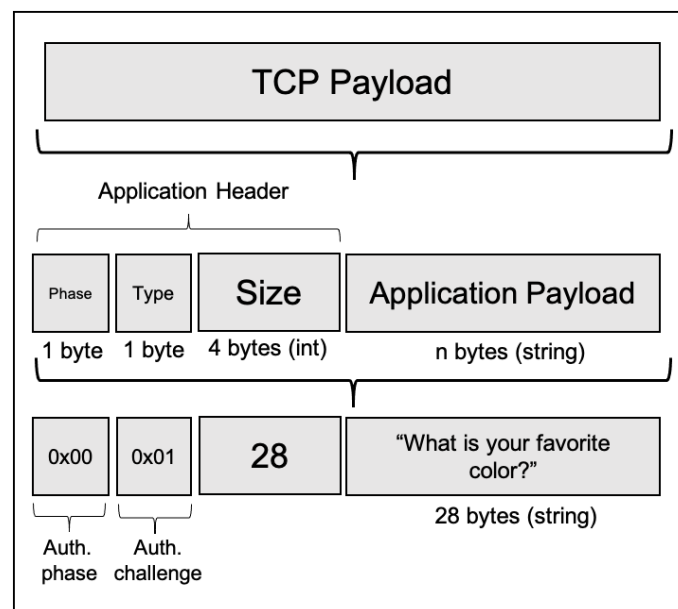 TCP Payload
Application Header
Phase Type Size Application Payload
1 byte 1 byte 4 bytes (int) n bytes (string)
0x00 0x01 28 “What is your favorite
color?”
28 bytes (string)
Auth. Auth.
phase challenge